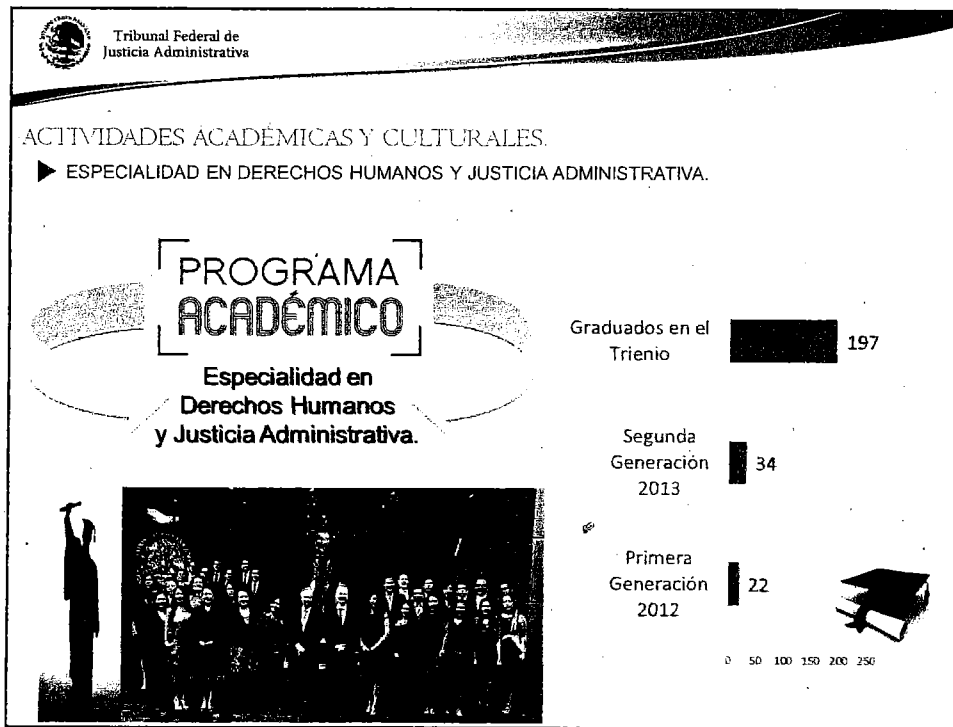 Tribunal Federal de
Justicia Administrativa
ACTIVIDADES ACADÉMICAS Y CULTURALES.
ESPECIALIDAD EN DERECHOS HUMANOS Y JUSTICIA ADMINISTRATIVA.
PROGRAMA
ACADÉMICO
Especialidad en
Derechos Humanos
y Justicia Administrativa.
Graduados en el
Trienio
197
Segunda
Generación
2013
34
Primera
Generación
2012
22
0 50 100 150 200 250